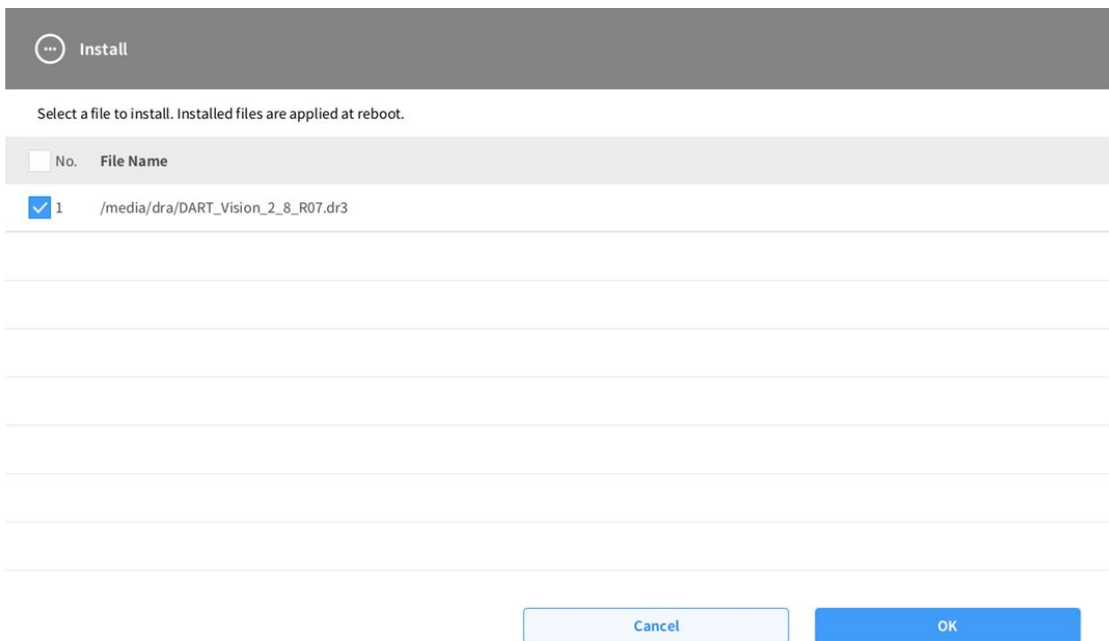 Install
Select a file to install. Installed files are applied at reboot.
No. File Name
1 /media/dra/DART_Vision_2_8_R07.dr3
Cancel OK